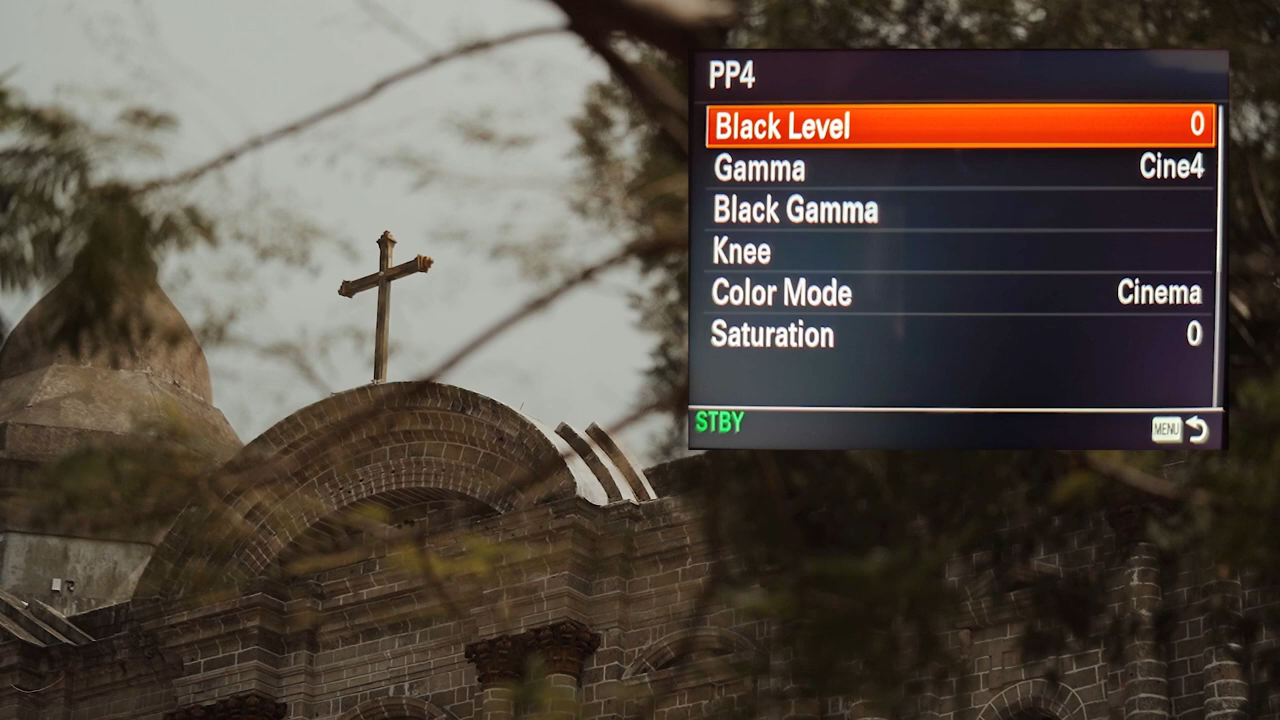 PP4
Black Level 0
Gamma Cine4
Black Gamma
Knee
Color Mode Cinema
Saturation 0
STBY
MENU